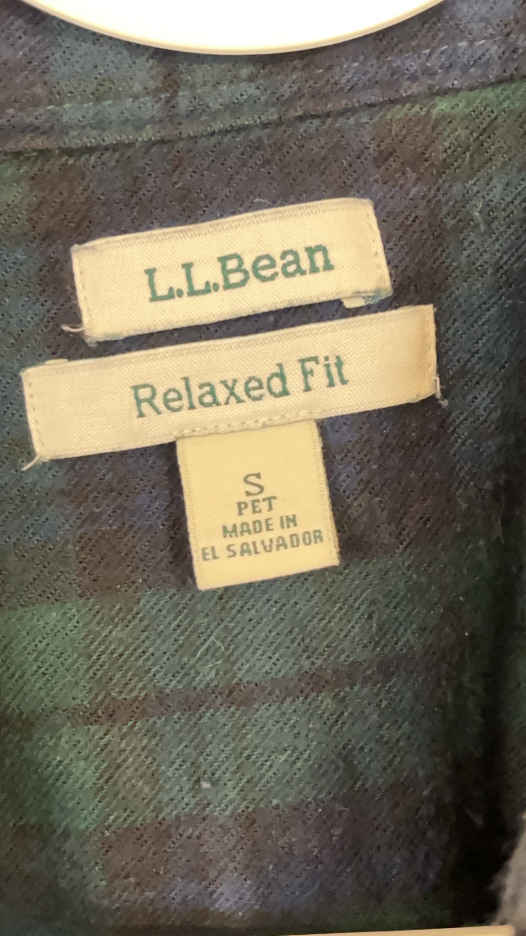 L.L.Bean
Relaxed Fit
S
PET
MADE IN
EL SALVADOR